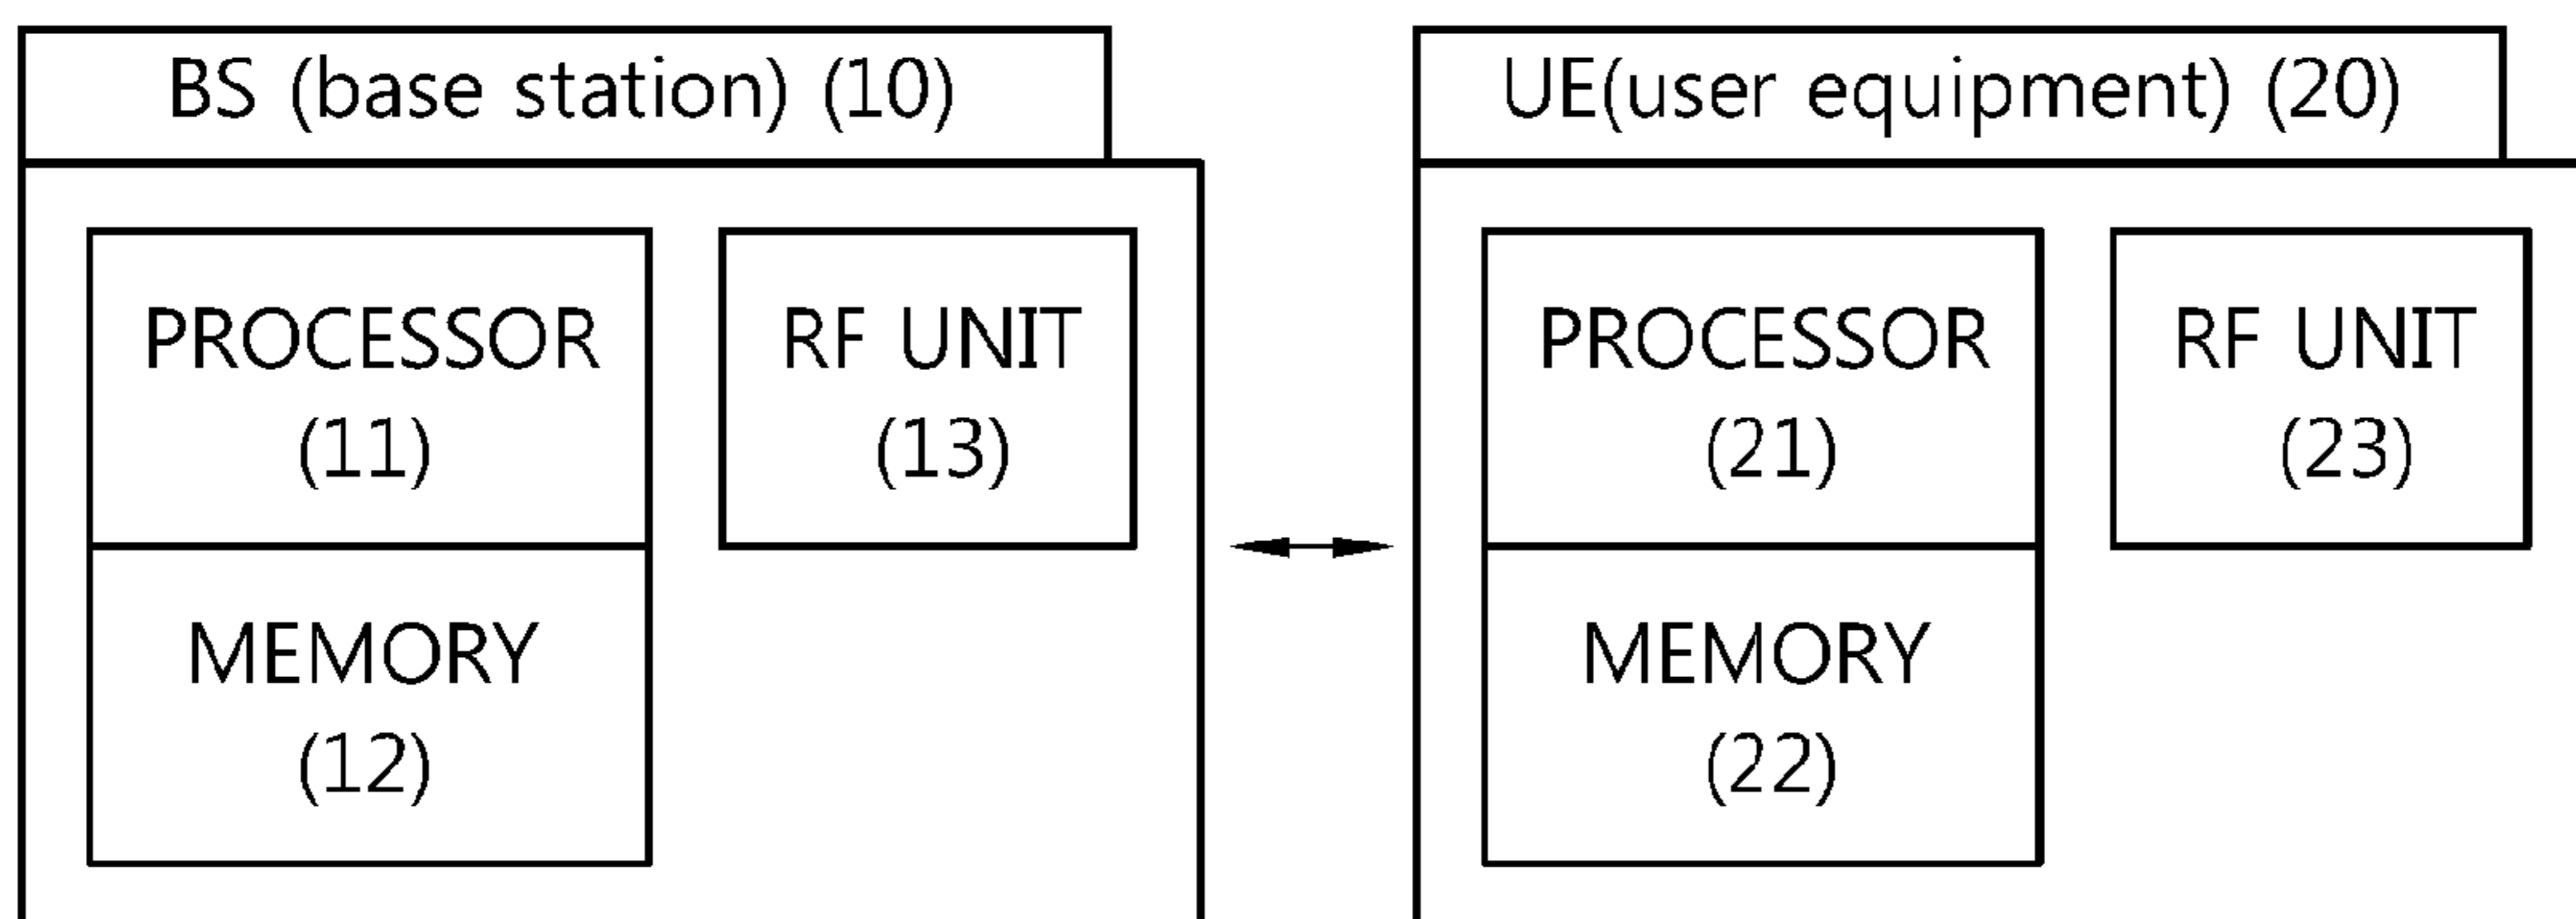 BS (base station) (10)
PROCESSOR
(11)
RF UNIT
(13)
MEMORY
(12)
UE(user equipment) (20)
PROCESSOR
(21)
RF UNIT
(23)
MEMORY
(22)